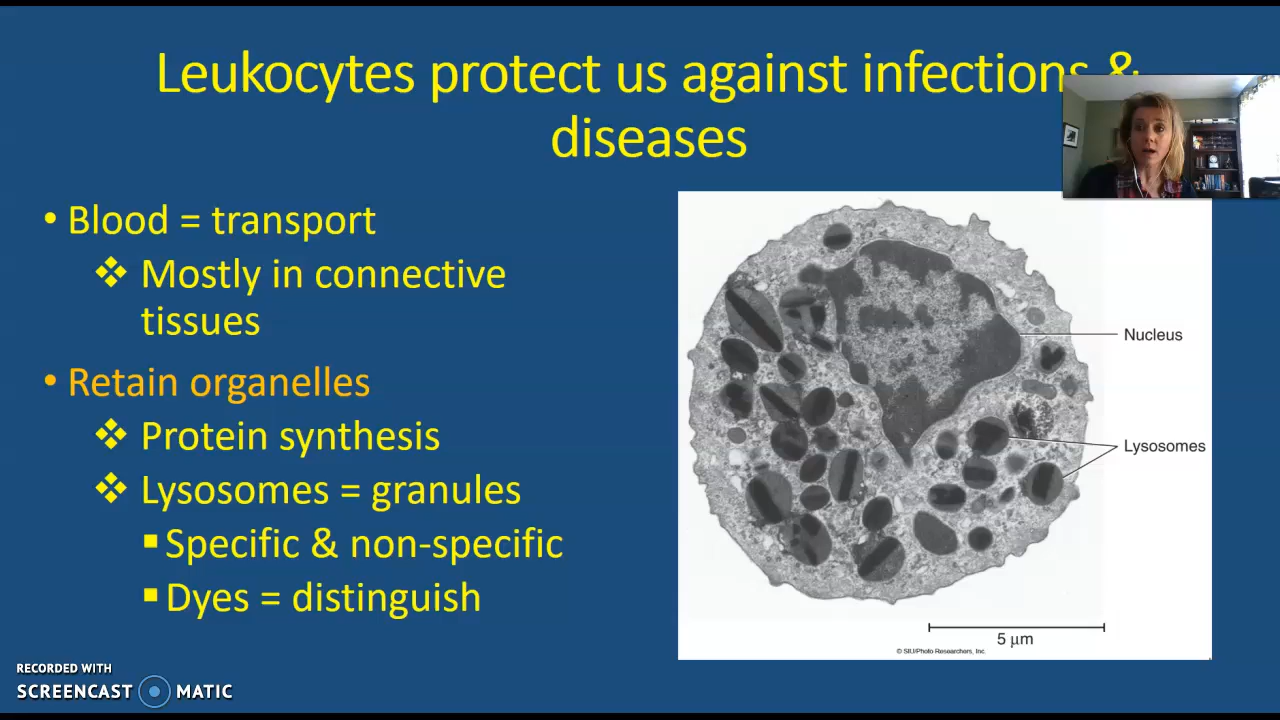 Leukocytes protect us against infections &
diseases
• Blood = transport
❖ Mostly in connective
tissues
• Retain organelles
❖ Protein synthesis
❖ Lysosomes = granules
▪ Specific & non-specific
▪ Dyes = distinguish
Nucleus
Lysosomes
5 μm
© SIU/Photo Researchers, Inc.
RECORDED WITH
SCREENCAST MATIC